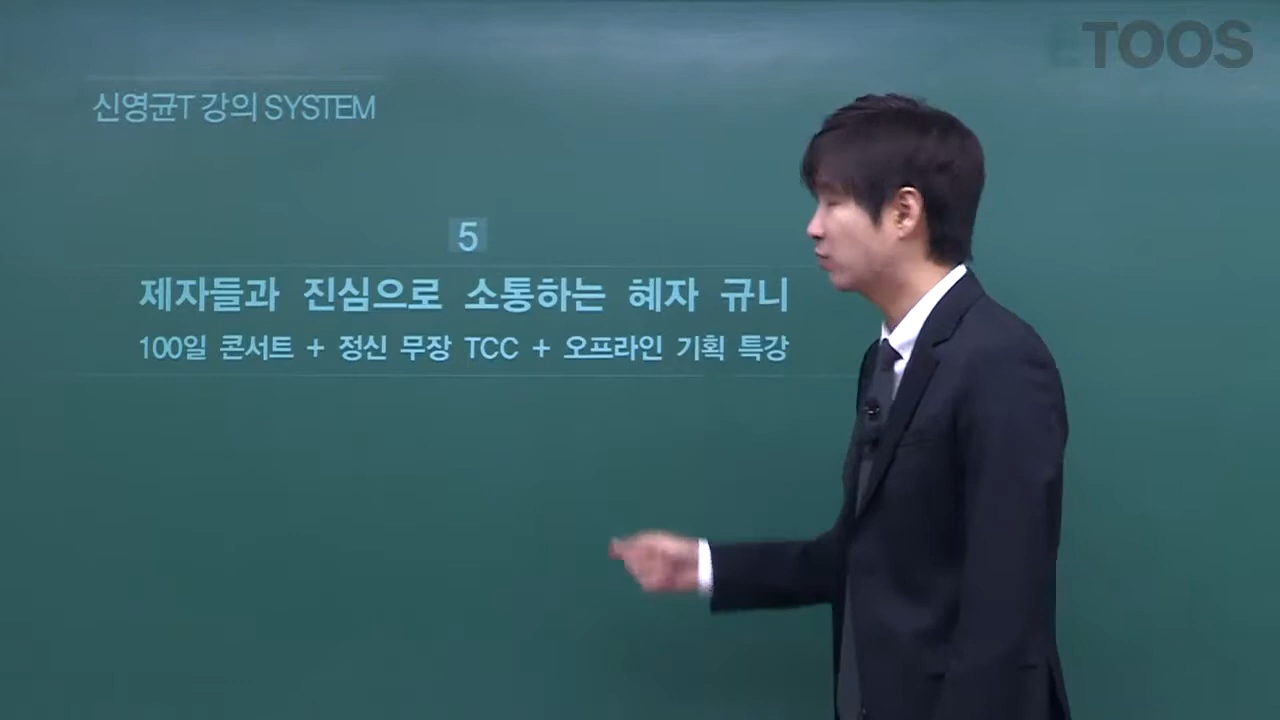 ETOOS
신영균T 강의 SYSTEM
5
제자들과 진심으로 소통하는 혜자 규니
100일 콘서트 + 정신 무장 TCC + 오프라인 기획 특강